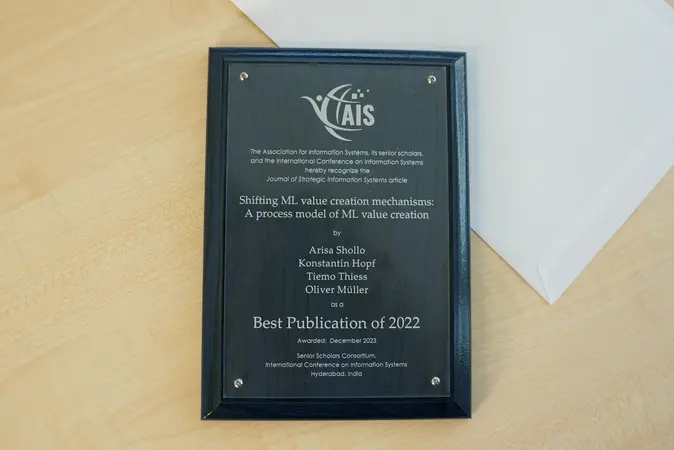 AIS
The Association for Information Systems, its senior scholars,
and the International Conference on Information Systems
hereby recognize the
Journal of Strategic Information Systems article
Shifting ML value creation mechanisms:
A process model of ML value creation
by
Arisa Shollo
Konstantin Hopf
Tiemo Thiess
Oliver Müller
as a
Best Publication of 2022
Awarded: December 2023
Senior Scholars Consortium,
International Conference on Information Systems
Hyderabad, India